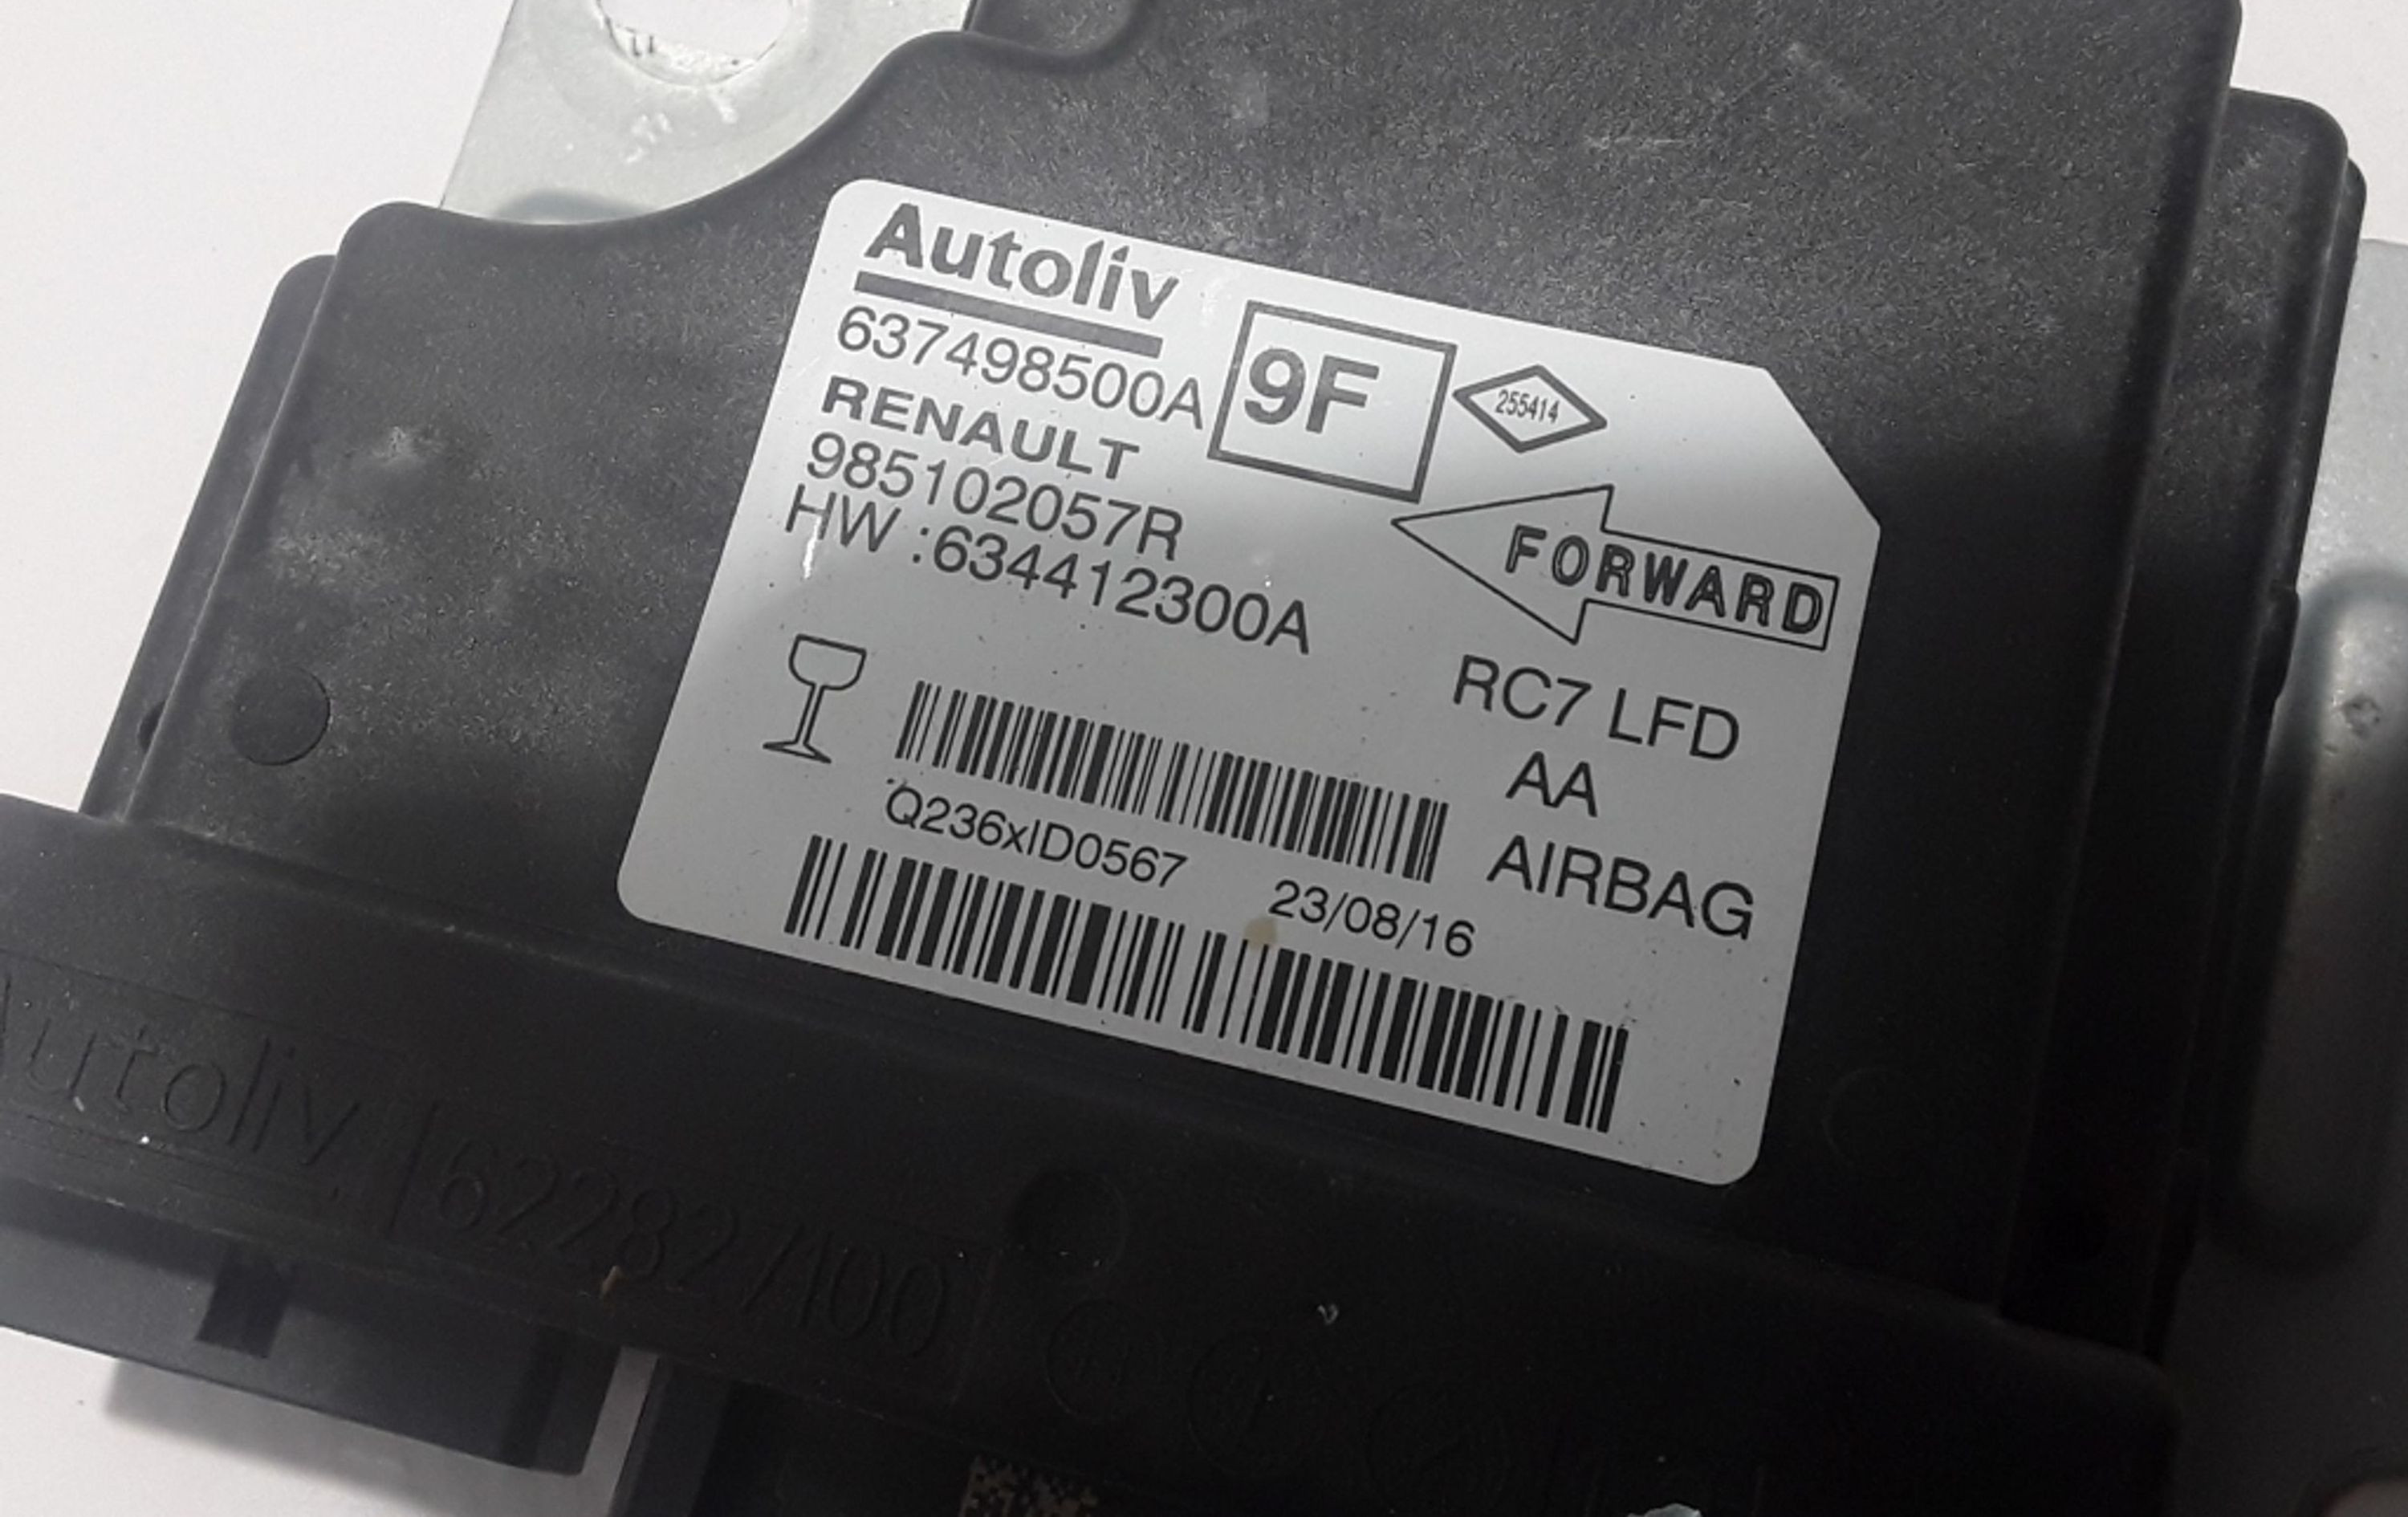 Autoliv
637498500A
9F
255414
RENAULT
985102057R
HW :634412300A
FORWARD
RC7 LFD
AA
AIRBAG
Q236xID0567
23/08/16
Autoliv
622827100